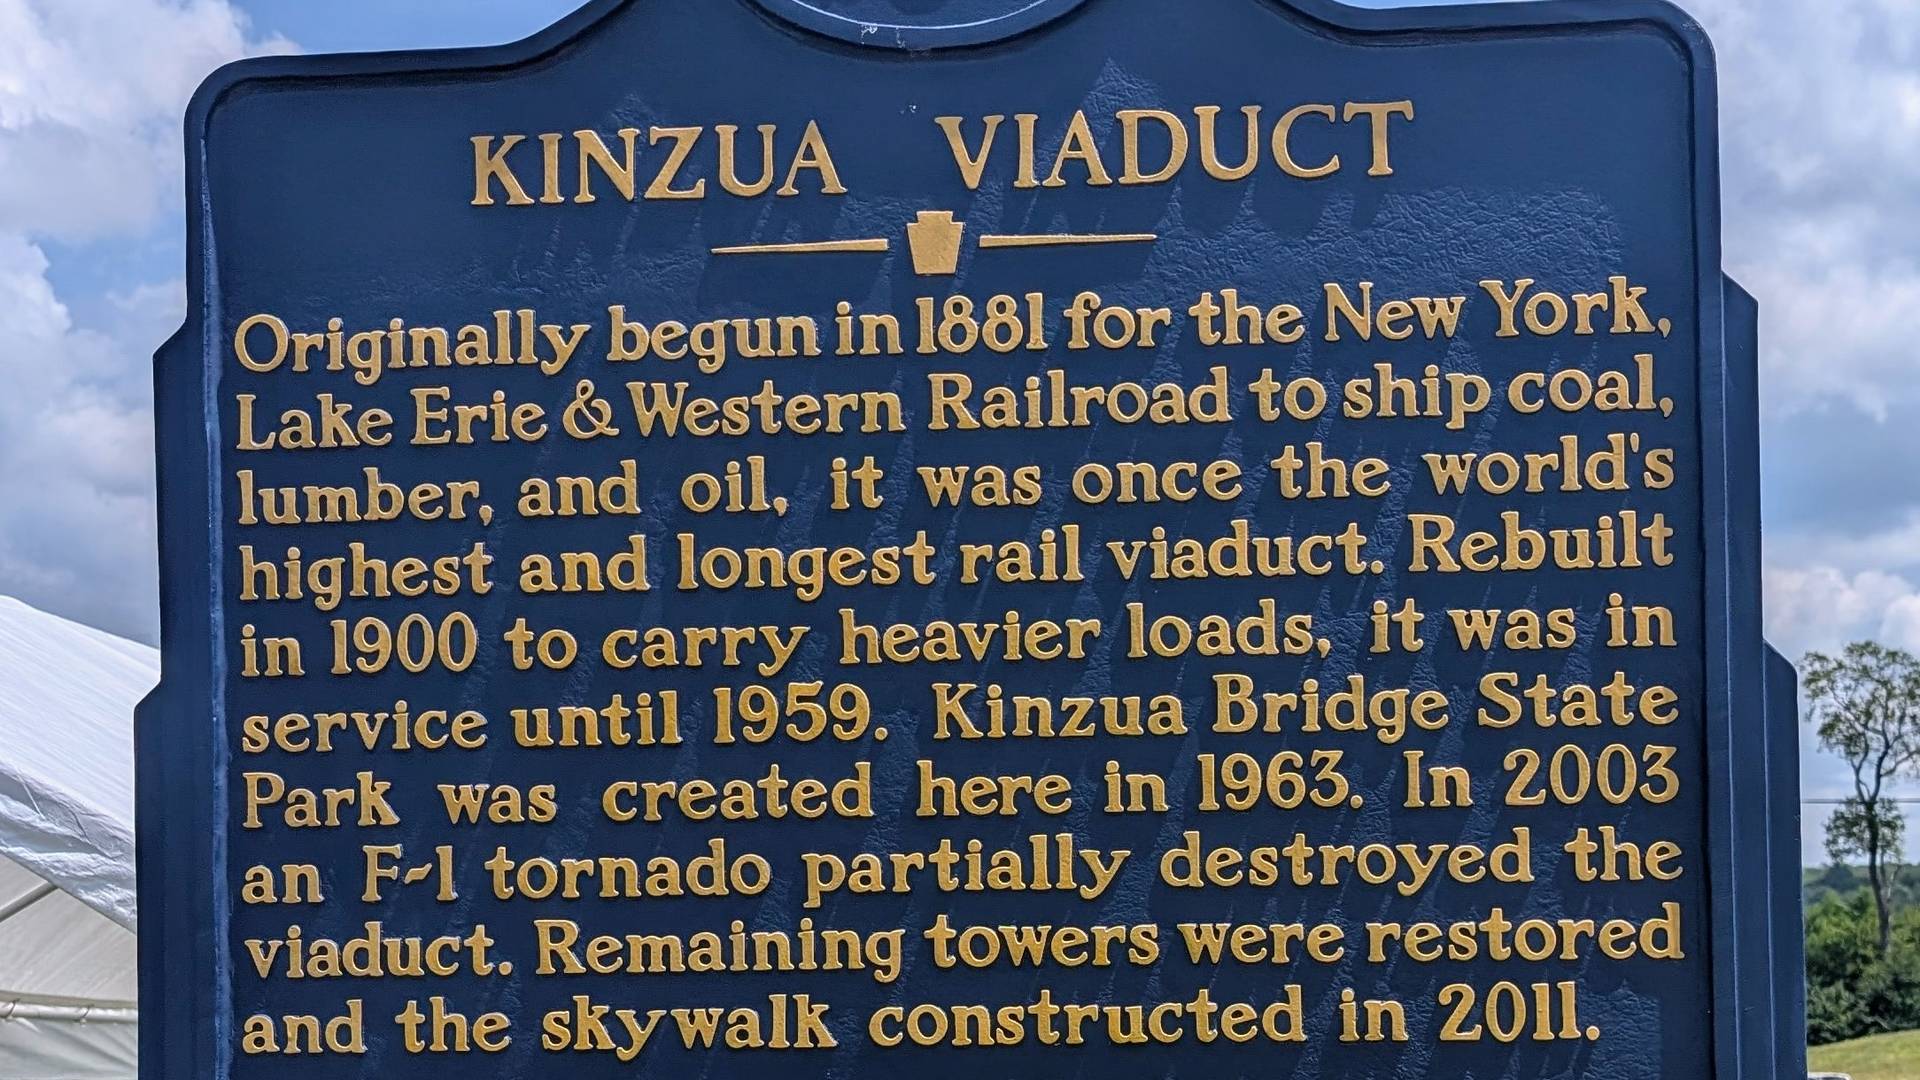 KINZUA VIADUCT
Originally begun in 1881 for the New York,
Lake Erie & Western Railroad to ship coal,
lumber, and oil, it was once the world's
highest and longest rail viaduct. Rebuilt
in 1900 to carry heavier loads, it was in
service until 1959. Kinzua Bridge State
Park was created here in 1963. In 2003
an F-1 tornado partially destroyed the
viaduct. Remaining towers were restored
and the skywalk constructed in 2011.